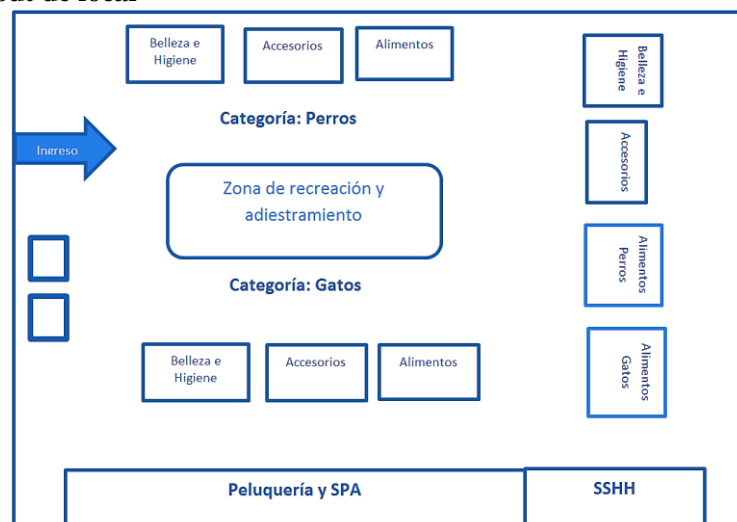 Belleza e
Higiene
Accesorios
Alimentos
Belleza e
Higiene
Categoría: Perros
Ingreso
Accesorios
Zona de recreación y
adiestramiento
Alimentos
Perros
Categoría: Gatos
Belleza e
Higiene
Accesorios
Alimentos
Alimentos
Gatos
Peluquería y SPA
SSHH